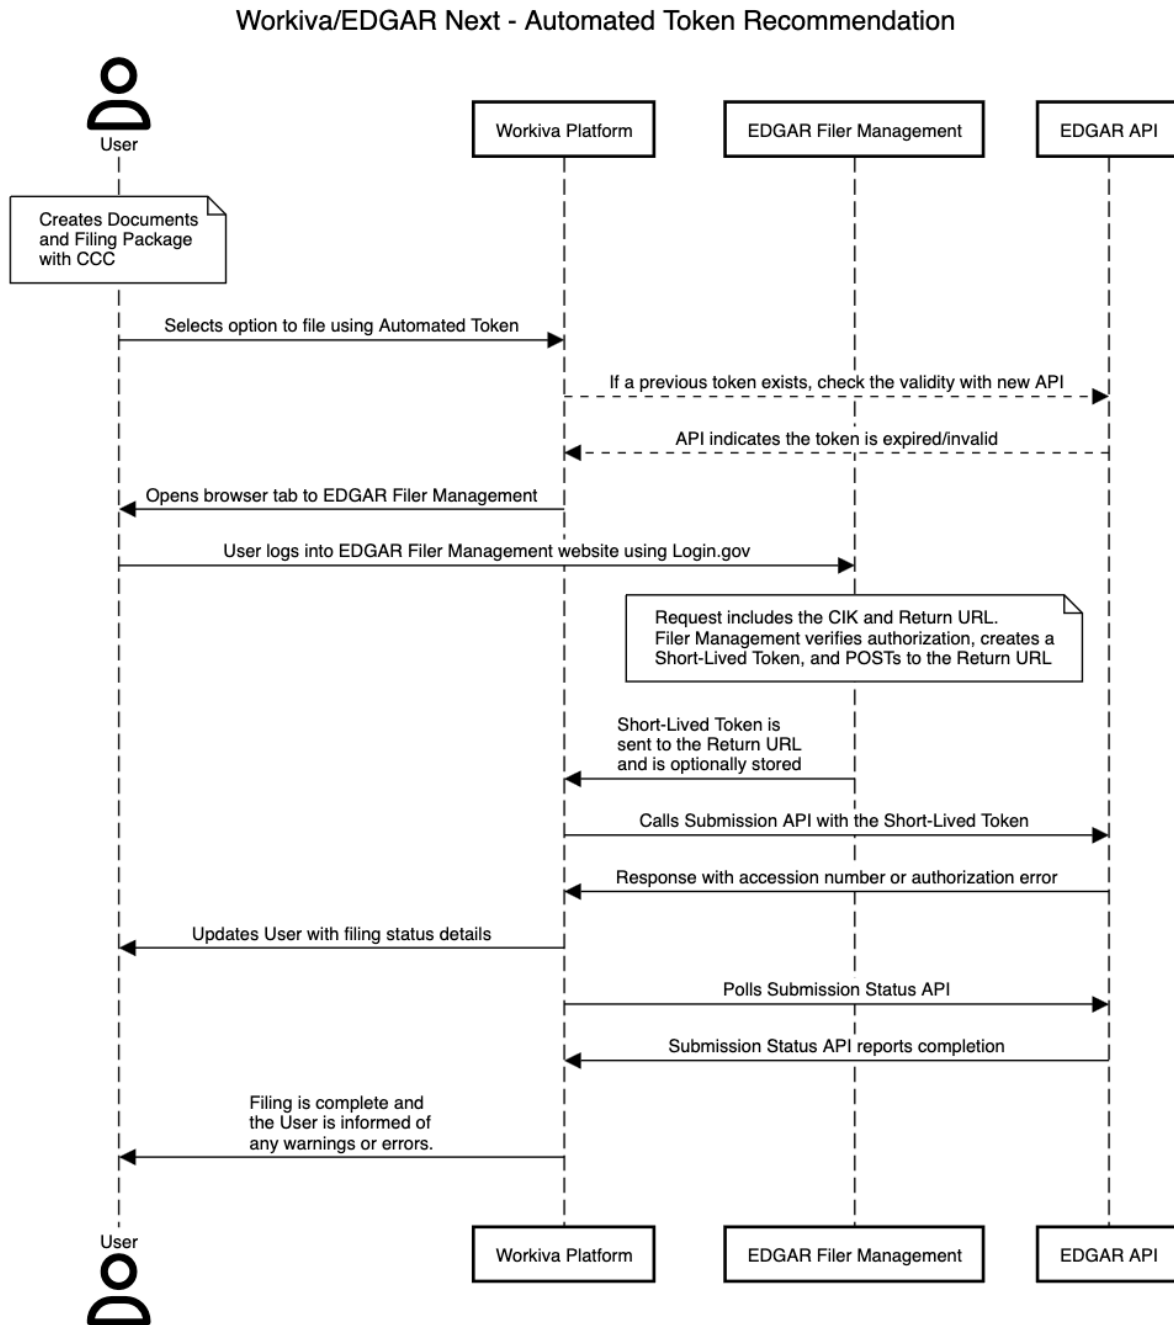 Workiva/EDGAR Next - Automated Token Recommendation
User
Workiva Platform
EDGAR Filer Management
EDGAR API
Creates Documents
and Filing Package
with CCC
Selects option to file using Automated Token
If a previous token exists, check the validity with new API
API indicates the token is expired/invalid
Opens browser tab to EDGAR Filer Management
User logs into EDGAR Filer Management website using Login.gov
Request includes the CIK and Return URL.
Filer Management verifies authorization, creates a
Short-Lived Token, and POSTs to the Return URL
Short-Lived Token is
sent to the Return URL
and is optionally stored
Calls Submission API with the Short-Lived Token
Response with accession number or authorization error
Updates User with filing status details
Polls Submission Status API
Submission Status API reports completion
Filing is complete and
the User is informed of
any warnings or errors.
User
Workiva Platform
EDGAR Filer Management
EDGAR API